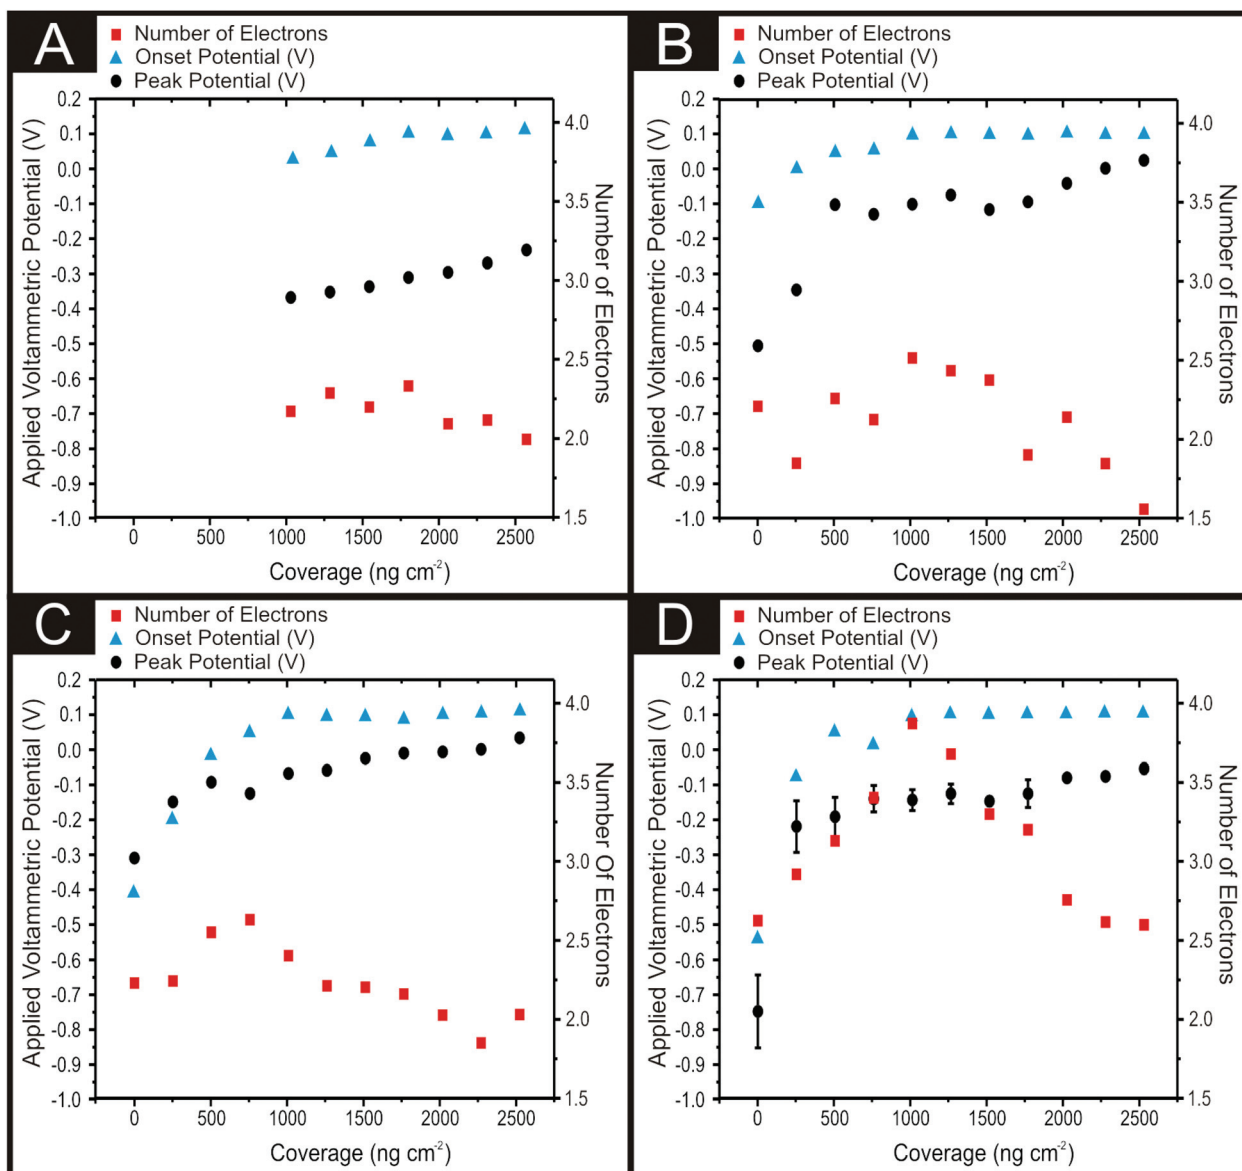 A
Number of Electrons
Onset Potential (V)
Peak Potential (V)
Applied Voltammetric Potential (V)
0.2
0.1
0.0
-0.1
-0.2
-0.3
-0.4
-0.5
-0.6
-0.7
-0.8
-0.9
-1.0
4.0
3.5
3.0
2.5
2.0
1.5
Number of Electrons
0 500 1000 1500 2000 2500
Coverage (ng cm-2)
B
Number of Electrons
Onset Potential (V)
Peak Potential (V)
Applied Voltammetric Potential (V)
0.2
0.1
0.0
-0.1
-0.2
-0.3
-0.4
-0.5
-0.6
-0.7
-0.8
-0.9
-1.0
4.0
3.5
3.0
2.5
2.0
1.5
Number of Electrons
0 500 1000 1500 2000 2500
Coverage (ng cm-2)
C
Number of Electrons
Onset Potential (V)
Peak Potential (V)
Applied Voltammetric Potential (V)
0.2
0.1
0.0
-0.1
-0.2
-0.3
-0.4
-0.5
-0.6
-0.7
-0.8
-0.9
-1.0
4.0
3.5
3.0
2.5
2.0
1.5
Number Of Electrons
0 500 1000 1500 2000 2500
Coverage (ng cm-2)
D
Number of Electrons
Onset Potential (V)
Peak Potential (V)
Applied Voltammetric Potential (V)
0.2
0.1
0.0
-0.1
-0.2
-0.3
-0.4
-0.5
-0.6
-0.7
-0.8
-0.9
-1.0
4.0
3.5
3.0
2.5
2.0
1.5
Number of Electrons
0 500 1000 1500 2000 2500
Coverage (ng cm-2)